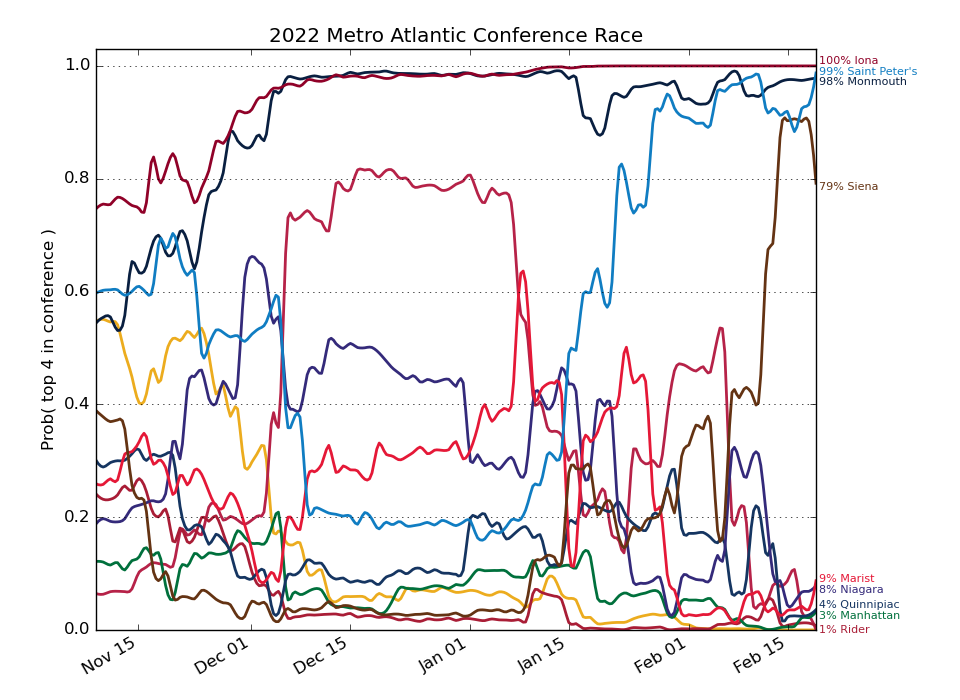 2022 Metro Atlantic Conference Race
Prob( top 4 in conference )
1.0
0.8
0.6
0.4
0.2
0.0
Nov 15
Dec 01
Dec 15
Jan 01
Jan 15
Feb 01
Feb 15
100% Iona
99% Saint Peter's
98% Monmouth
79% Siena
9% Marist
8% Niagara
4% Quinnipiac
3% Manhattan
1% Rider